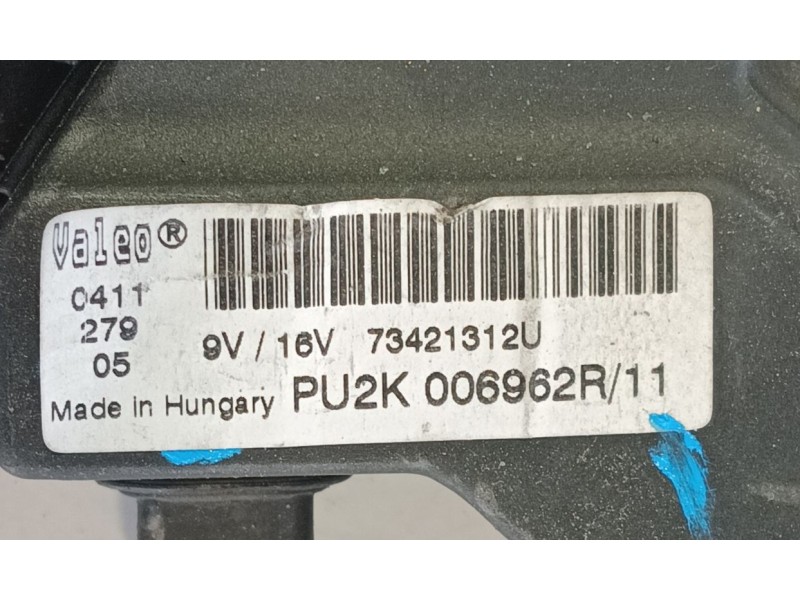 Valeo®
0411
279
05
9V / 16V 73421312U
Made in Hungary PU2K 006962R/11